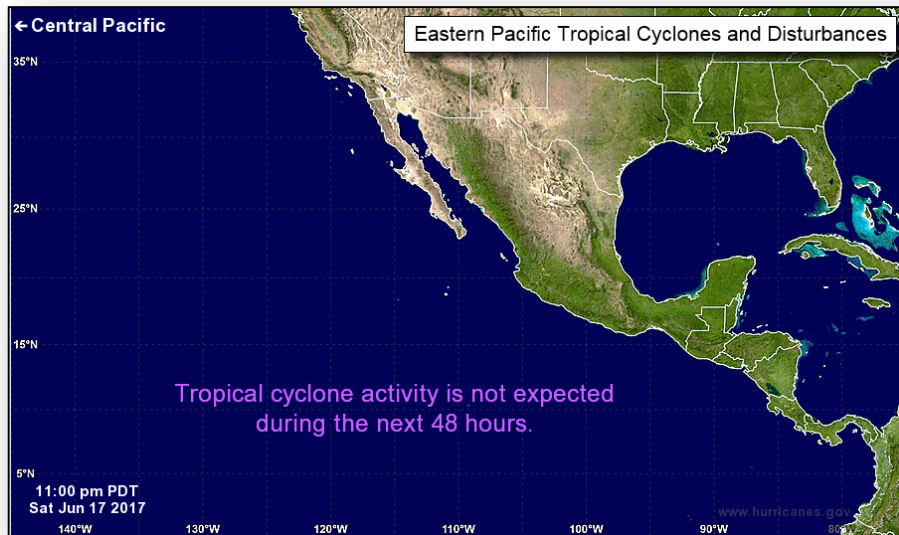 ← Central Pacific
Eastern Pacific Tropical Cyclones and Disturbances
35°N
25°N
15°N
Tropical cyclone activity is not expected
during the next 48 hours.
5°N
11:00 pm PDT
Sat Jun 17 2017
www.hurricanes.gov
140°W 130°W 120°W 110°W 100°W 90°W 80°W